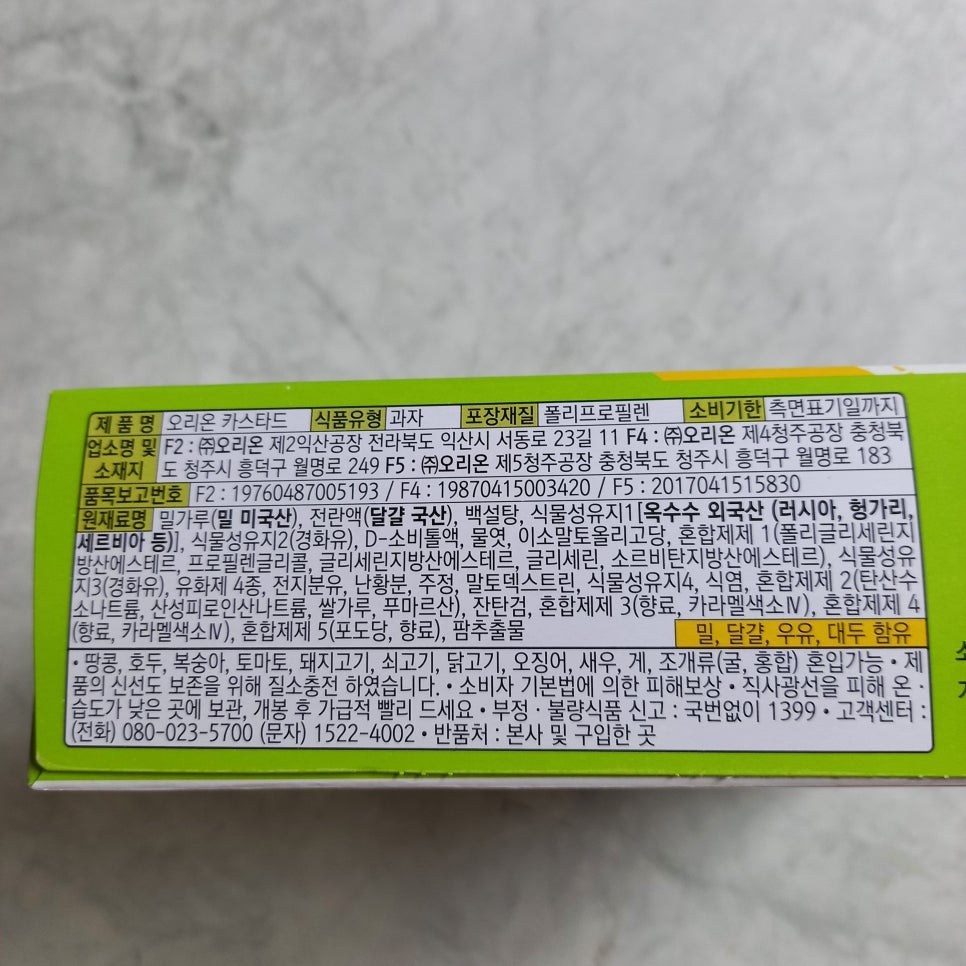 제 품 명 오리온 카스타드 식품유형 과자 포장재질 폴리프로필렌 소비기한 측면표기일까지
업소명 및 소재지 F2 : ㈜오리온 제2익산공장 전라북도 익산시 서동로 23길 11 F4 : ㈜오리온 제4청주공장 충청북
도 청주시 흥덕구 월명로 249 F5 : ㈜오리온 제5청주공장 충청북도 청주시 흥덕구 월명로 183
품목보고번호 F2 : 19760487005193 / F4 : 19870415003420 / F5 : 2017041515830
원재료명 밀가루(밀 미국산), 전란액(달걀 국산), 백설탕, 식물성유지1[옥수수 외국산 (러시아, 헝가리,
세르비아 등)], 식물성유지2(경화유), D-소비톨액, 물엿, 이소말토올리고당, 혼합제제 1(폴리글리세린지
방산에스테르, 프로필렌글리콜, 글리세린지방산에스테르, 글리세린, 소르비탄지방산에스테르), 식물성유
지3(경화유), 유화제 4종, 전지분유, 난황분, 주정, 말토덱스트린, 식물성유지4, 식염, 혼합제제 2(탄산수
소나트륨, 산성피로인산나트륨, 쌀가루, 푸마르산), 잔탄검, 혼합제제 3(향료, 카라멜색소Ⅳ), 혼합제제 4
(향료, 카라멜색소Ⅳ), 혼합제제 5(포도당, 향료), 팜추출물
밀, 달걀, 우유, 대두 함유
• 땅콩, 호두, 복숭아, 토마토, 돼지고기, 쇠고기, 닭고기, 오징어, 새우, 게, 조개류(굴, 홍합) 혼입가능 • 제
품의 신선도 보존을 위해 질소충전 하였습니다. • 소비자 기본법에 의한 피해보상 • 직사광선을 피해 온 ·
습도가 낮은 곳에 보관, 개봉 후 가급적 빨리 드세요 • 부정 · 불량식품 신고 : 국번없이 1399 • 고객센터 :
(전화) 080-023-5700 (문자) 1522-4002 • 반품처 : 본사 및 구입한 곳